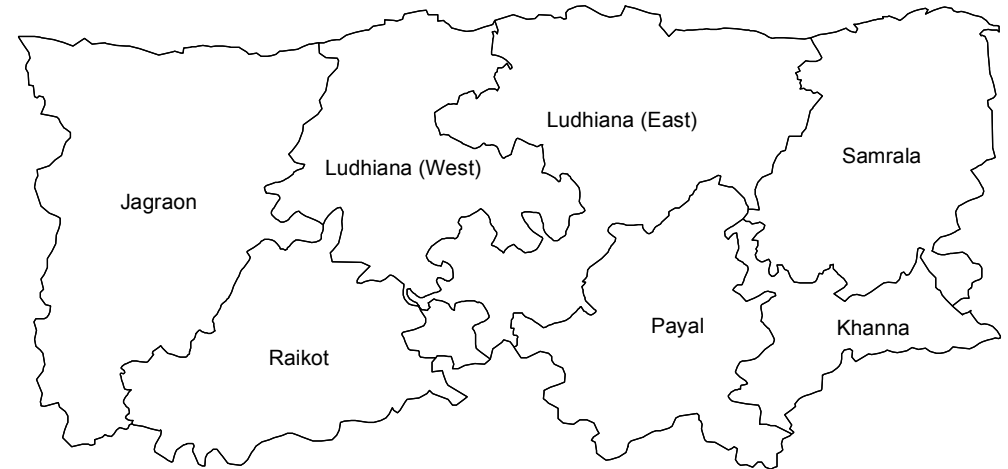 Ludhiana (East)
Samrala
Ludhiana (West)
Jagraon
Payal
Khanna
Raikot